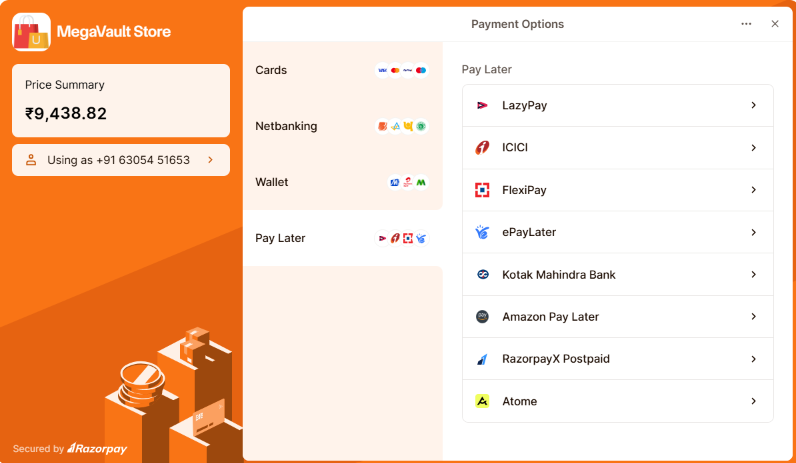 MegaVault Store
Price Summary
₹9,438.82
Using as +91 63054 51653
Secured by Razorpay
Payment Options
Cards
Netbanking
Wallet
Pay Later
Pay Later
LazyPay
ICICI
FlexiPay
ePayLater
Kotak Mahindra Bank
Amazon Pay Later
RazorpayX Postpaid
Atome